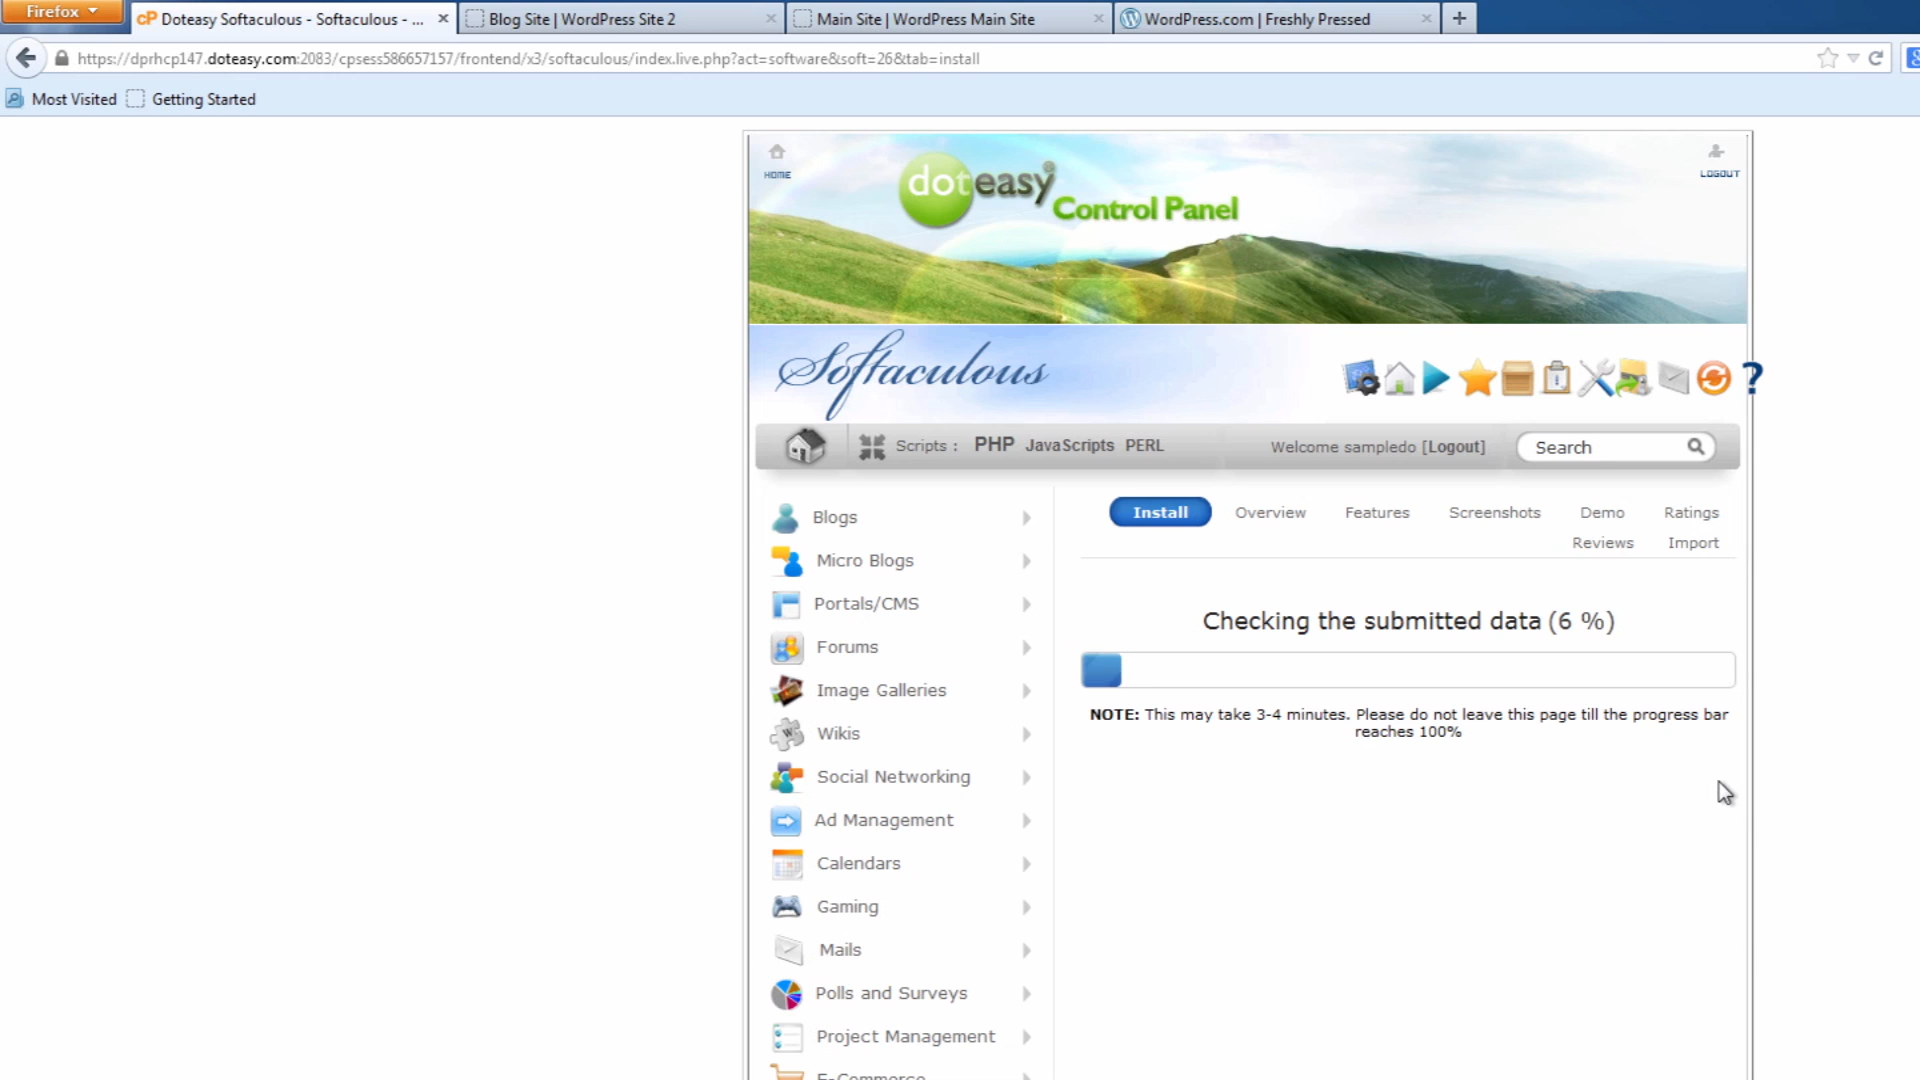 Firefox
Doteasy Softaculous - Softaculous - ...
Blog Site | WordPress Site 2
Main Site | WordPress Main Site
WordPress.com | Freshly Pressed
https://dprhcp147.doteasy.com:2083/cpsess586657157/frontend/x3/softaculous/index.live.php?act=software&soft=26&tab=install
Most Visited
Getting Started
HOME
doteasy®
Control Panel
LOGOUT
Softaculous
?
Scripts : PHP JavaScripts PERL
Welcome sampledo [Logout]
Search
Blogs
Micro Blogs
Portals/CMS
Forums
Image Galleries
Wikis
Social Networking
Ad Management
Calendars
Gaming
Mails
Polls and Surveys
Project Management
E-Commerce
Install Overview Features Screenshots Demo Ratings
Reviews Import
Checking the submitted data (6 %)
NOTE: This may take 3-4 minutes. Please do not leave this page till the progress bar
reaches 100%